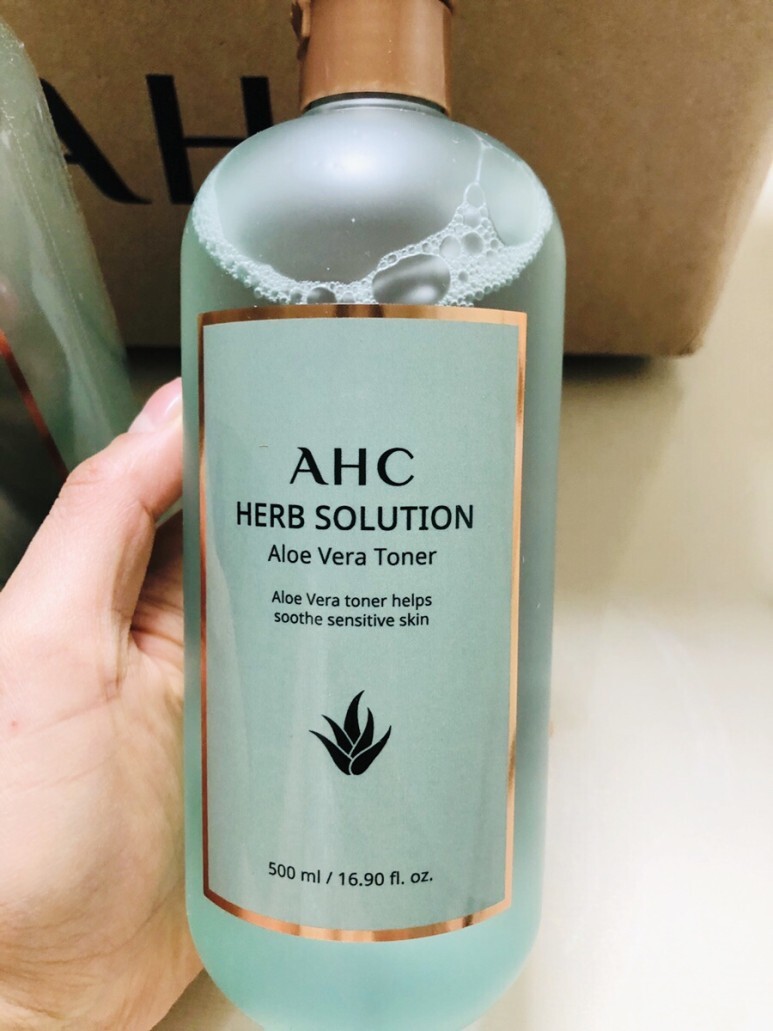 AH
AHC
HERB SOLUTION
Aloe Vera Toner
Aloe Vera toner helps
soothe sensitive skin
500 ml / 16.90 fl. oz.